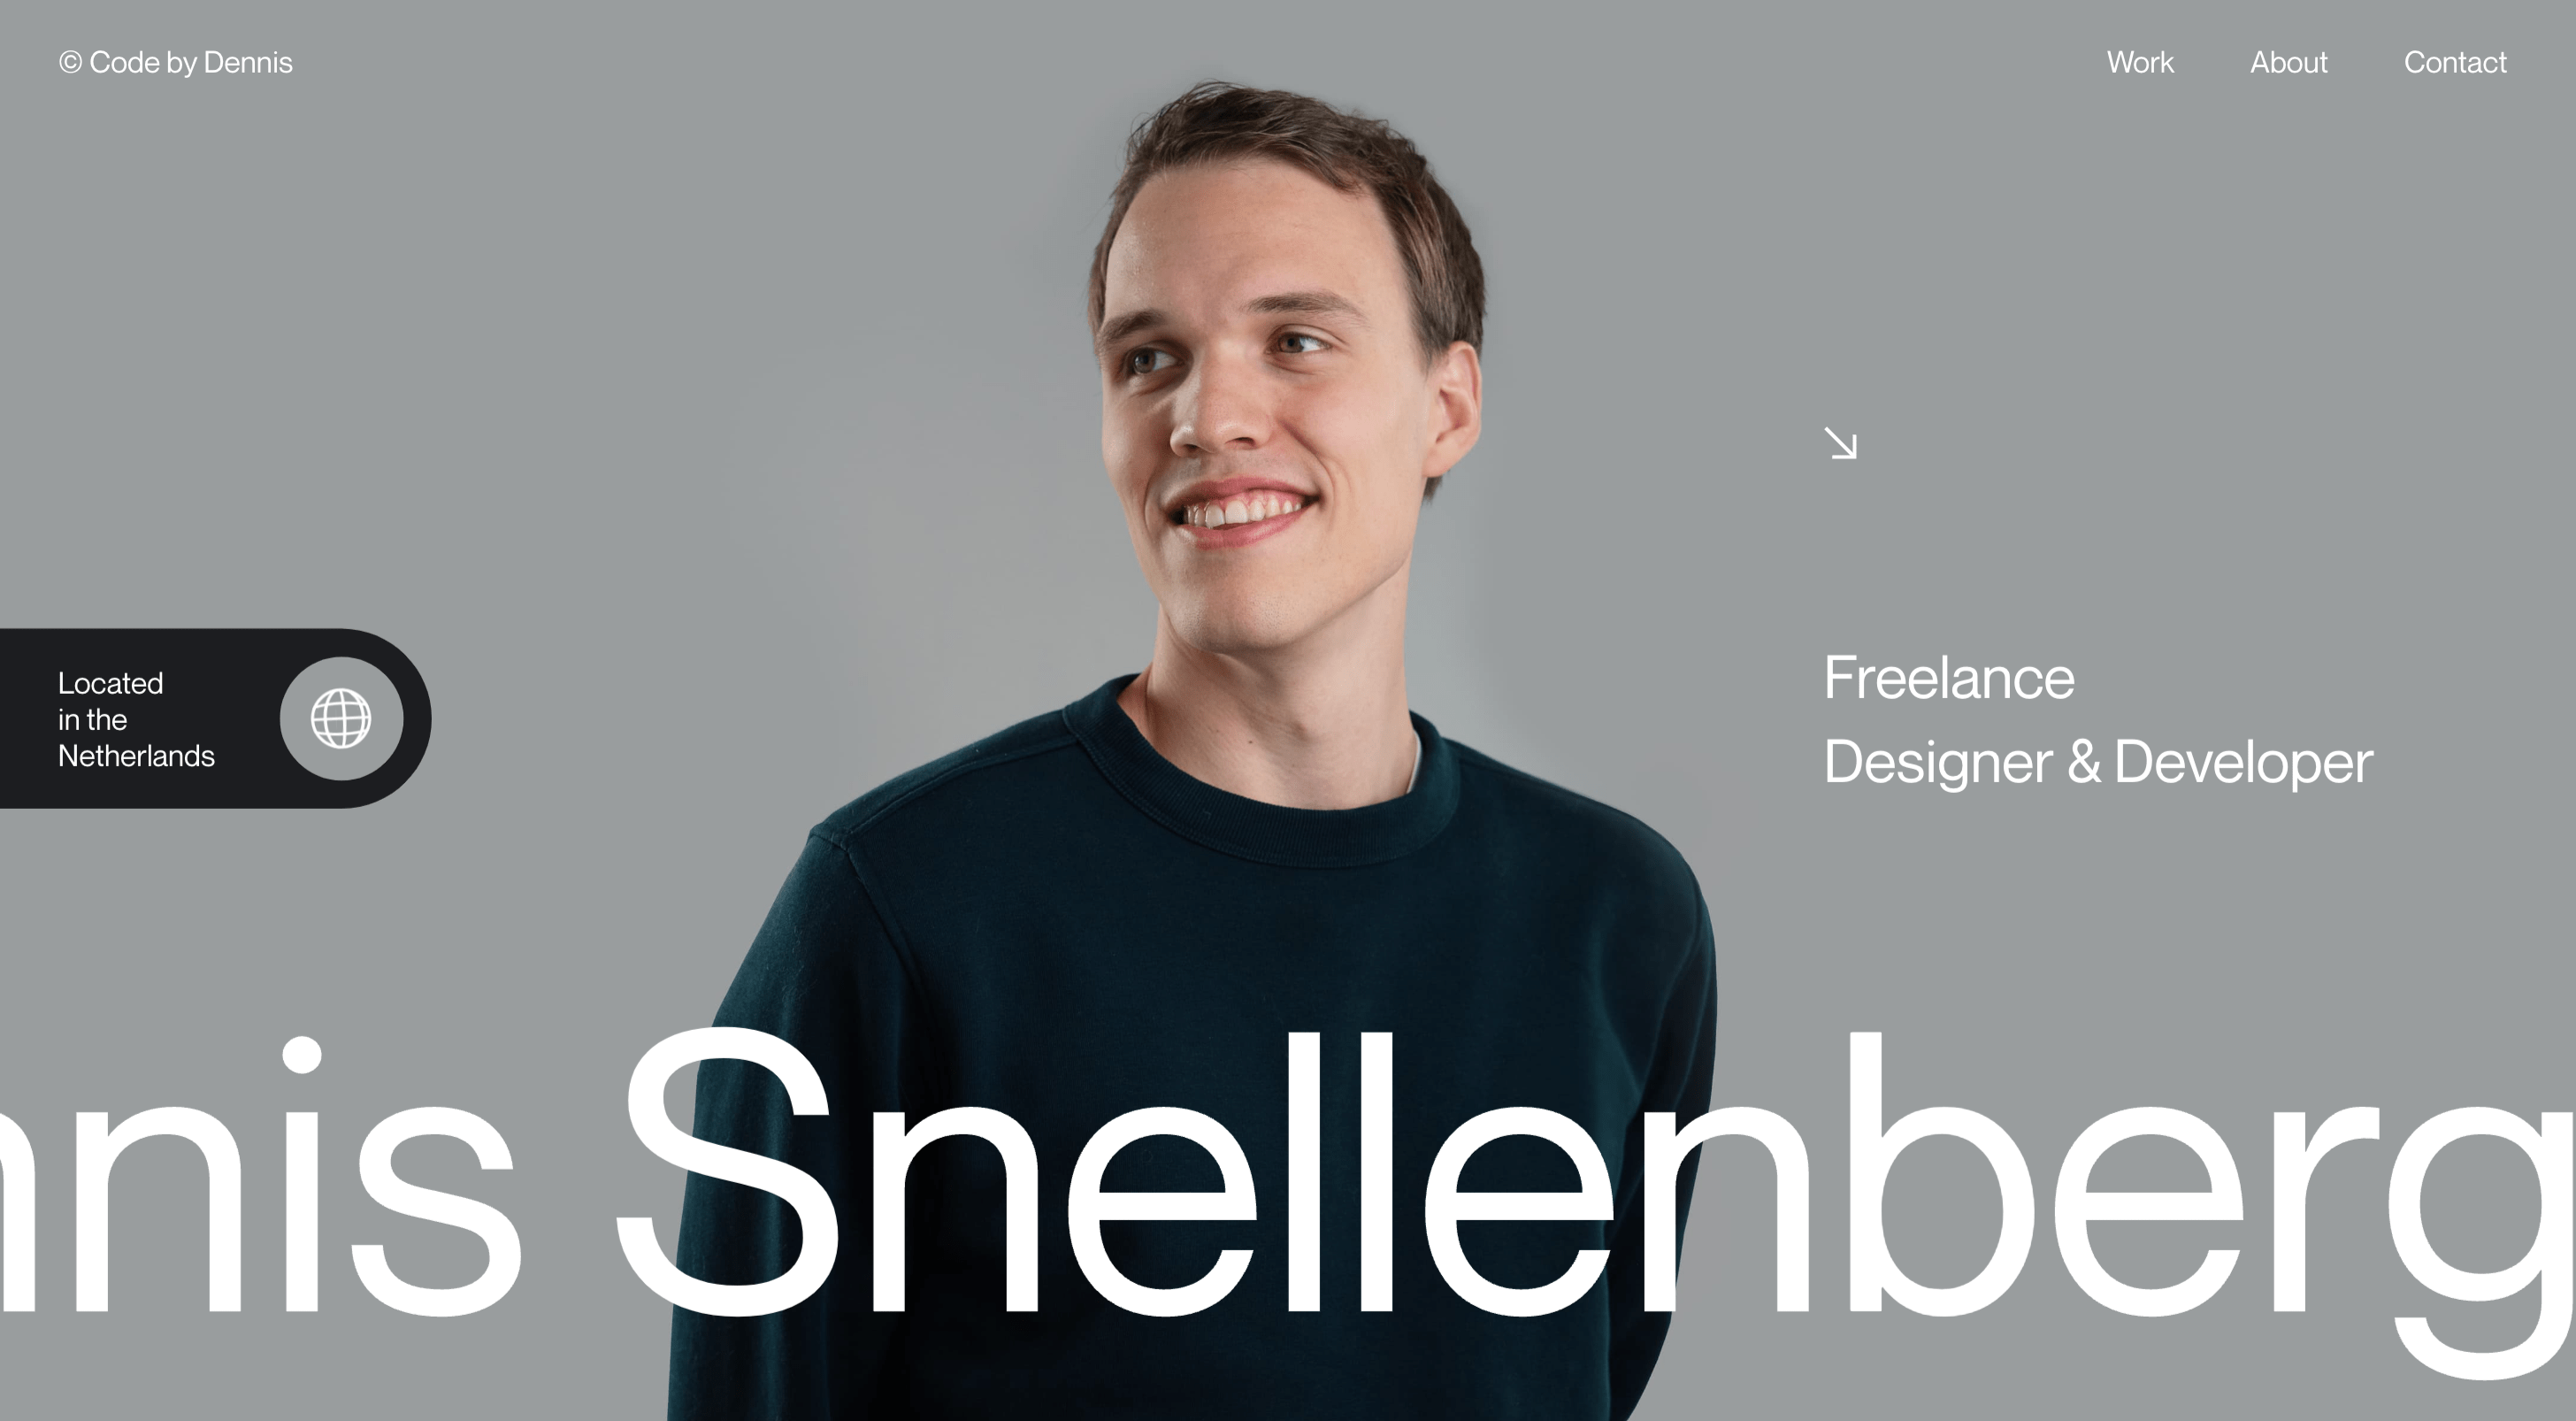 © Code by Dennis
Work
About
Contact
Located
in the
Netherlands
Freelance
Designer & Developer
nnis Snellenberg